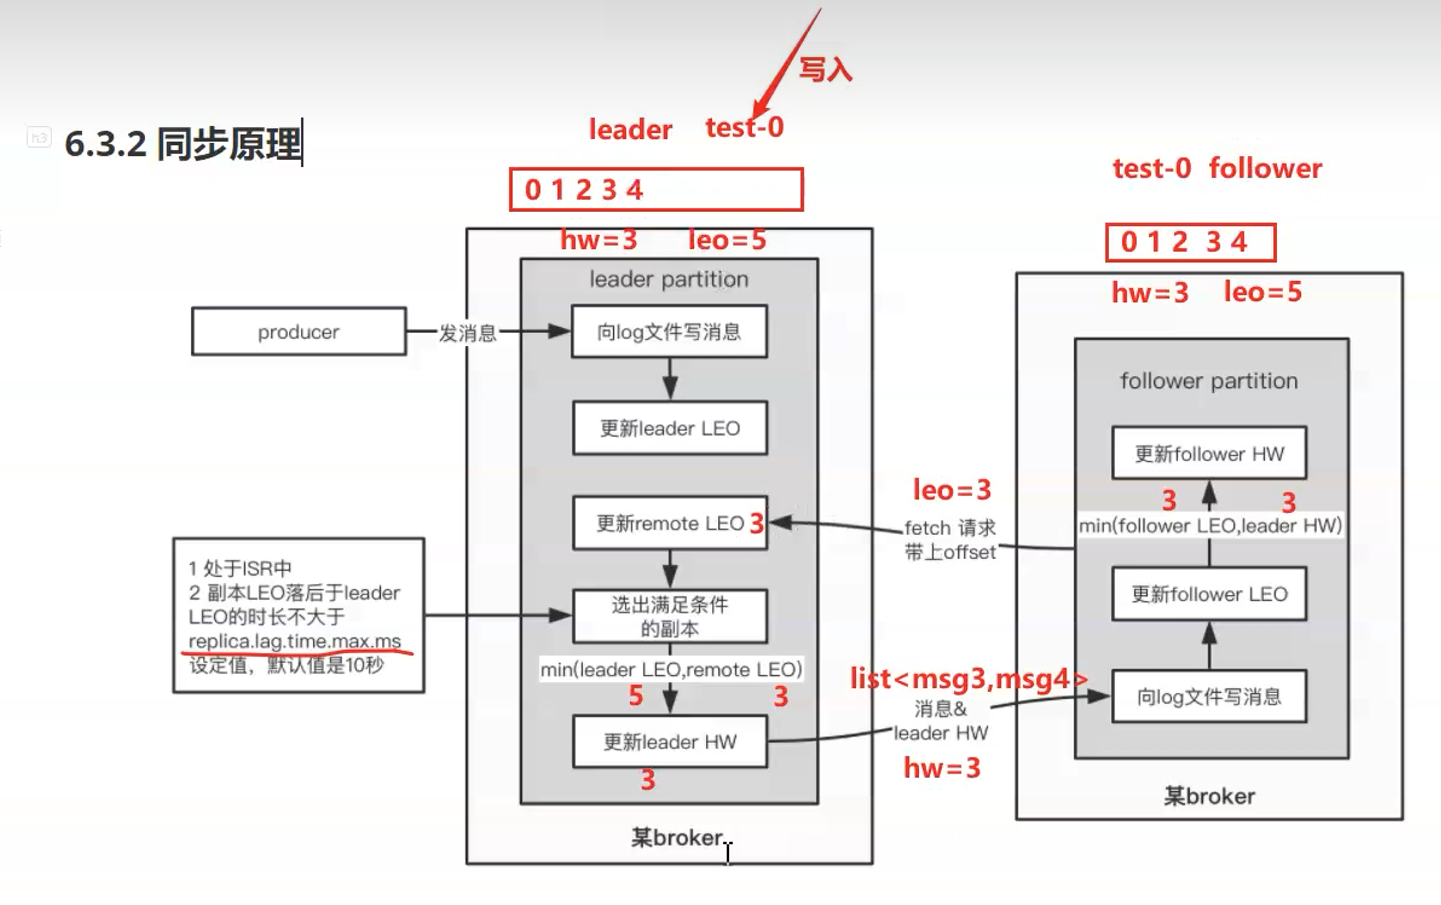 写入
leader test-0
h3
6.3.2 同步原理
test-0 follower
0 1 2 3 4
0 1 2 3 4
hw=3 leo=5
hw=3 leo=5
leader partition
producer
发消息
向log文件写消息
follower partition
更新leader LEO
更新follower HW
leo=3
3 3
更新remote LEO 3
fetch 请求
带上offset
min(follower LEO,leader HW)
1 处于ISR中
2 副本LEO落后于leader
LEO的时长不大于
replica.lag.time.max.ms
设定值，默认值是10秒
选出满足条件
的副本
更新follower LEO
min(leader LEO,remote LEO)
5 3
list<msg3,msg4>
消息&
leader HW
向log文件写消息
更新leader HW
hw=3
3
某broker
某broker